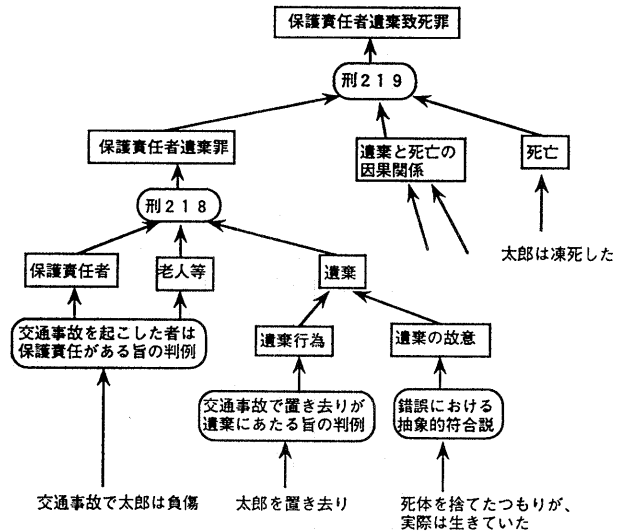 保護責任者遺棄致死罪
刑219
保護責任者遺棄罪
遺棄と死亡の
因果関係
死亡
刑218
太郎は凍死した
保護責任者
老人等
遺棄
交通事故を起こした者は
保護責任がある旨の判例
遺棄行為
遺棄の故意
交通事故で置き去りが
遺棄にあたる旨の判例
錯誤における
抽象的符合説
交通事故で太郎は負傷
太郎を置き去り
死体を捨てたつもりが、
実際は生きていた